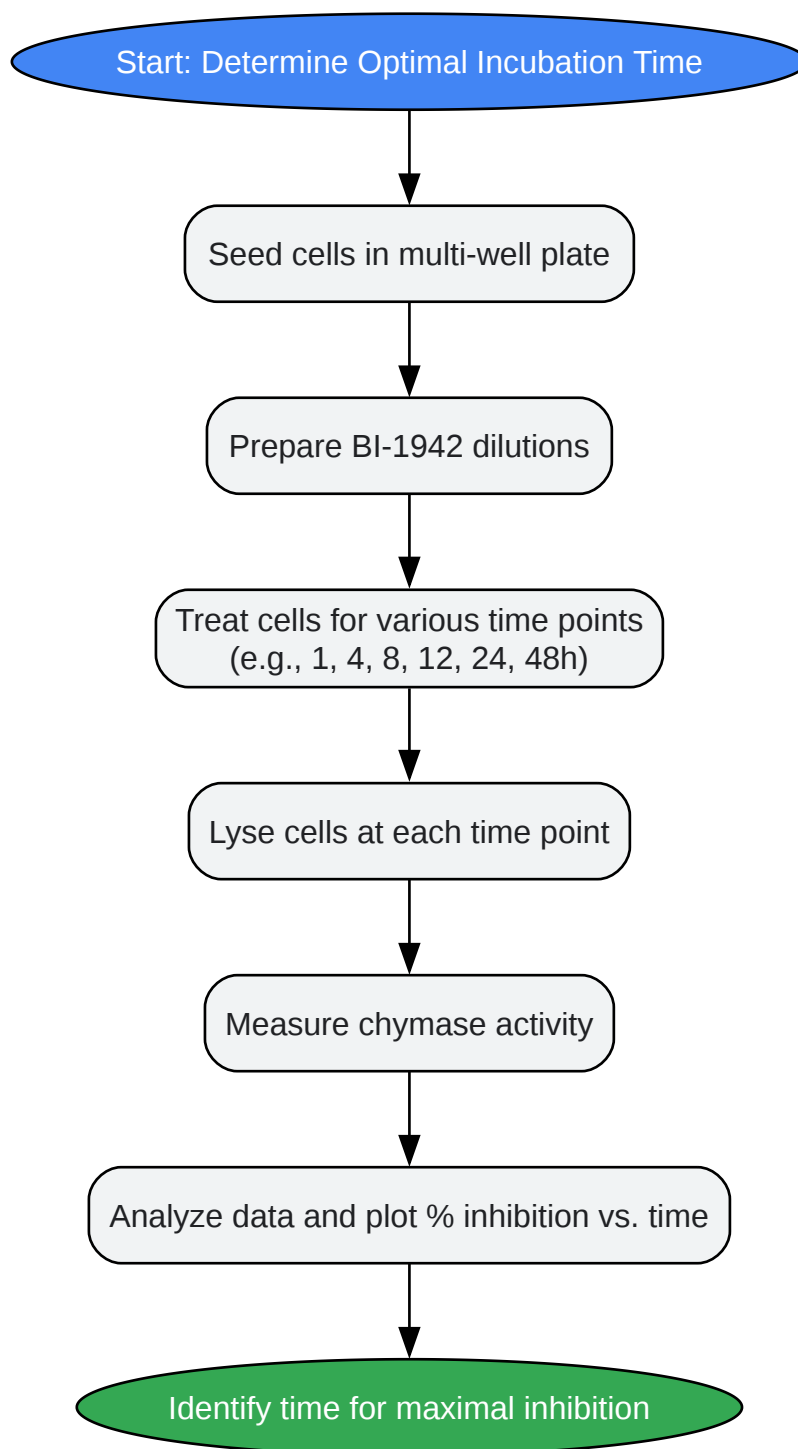 Start: Determine Optimal Incubation Time
Seed cells in multi-well plate
Prepare BI-1942 dilutions
Treat cells for various time points
(e.g., 1, 4, 8, 12, 24, 48h)
Lyse cells at each time point
Measure chymase activity
Analyze data and plot % inhibition vs. time
Identify time for maximal inhibition